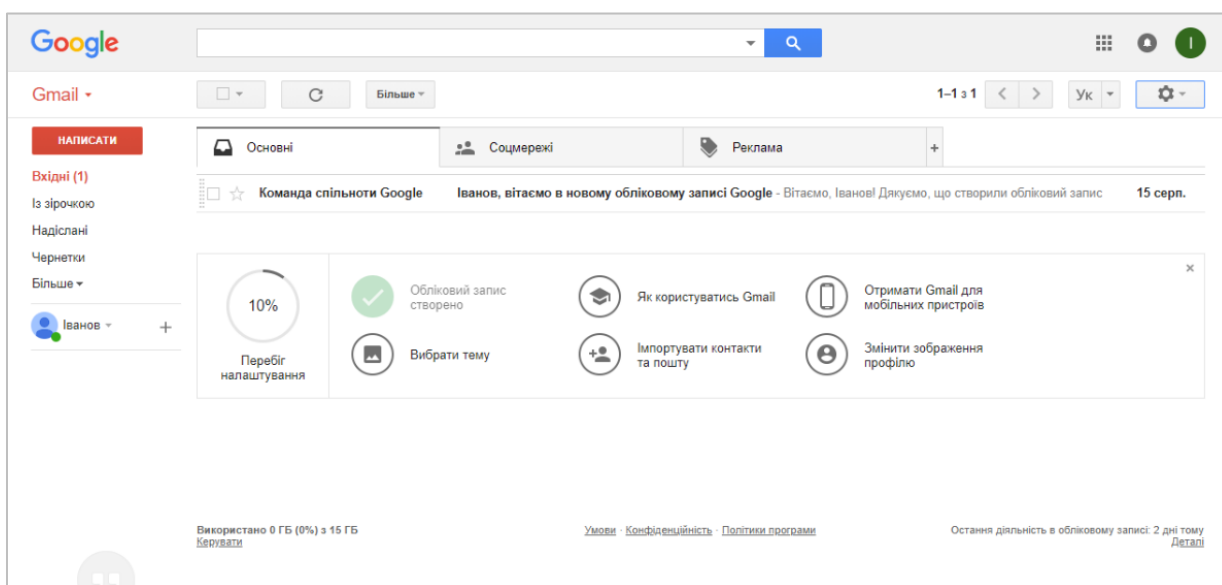 Google
I
Gmail
Більше
1–1 з 1
Ук
НАПИСАТИ
Основні
Соцмережі
Реклама
+
Вхідні (1)
Із зірочкою
Надіслані
Чернетки
Більше
Іванов
+
Команда спільноти Google Іванов, вітаємо в новому обліковому записі Google - Вітаємо, Іванов! Дякуємо, що створили обліковий запис 15 серп.
10%
Перебіг
налаштування
Обліковий запис
створено
Як користуватись Gmail
Отримати Gmail для
мобільних пристроїв
Вибрати тему
Імпортувати контакти
та пошту
Змінити зображення
профілю
Використано 0 ГБ (0%) з 15 ГБ
Керувати
Умови · Конфіденційність · Політики програми
Остання діяльність в обліковому записі: 2 дні тому
Деталі